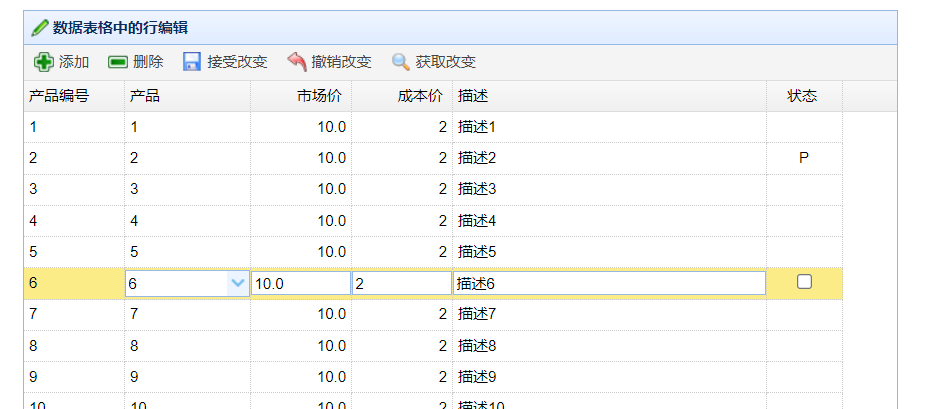 数据表格中的行编辑
添加 删除 接受改变 撤销改变 获取改变
产品编号 产品 市场价 成本价 描述 状态
1 1 10.0 2 描述1
2 2 10.0 2 描述2 P
3 3 10.0 2 描述3
4 4 10.0 2 描述4
5 5 10.0 2 描述5
6 6 10.0 2 描述6
7 7 10.0 2 描述7
8 8 10.0 2 描述8
9 9 10.0 2 描述9
10 10 10.0 2 描述10